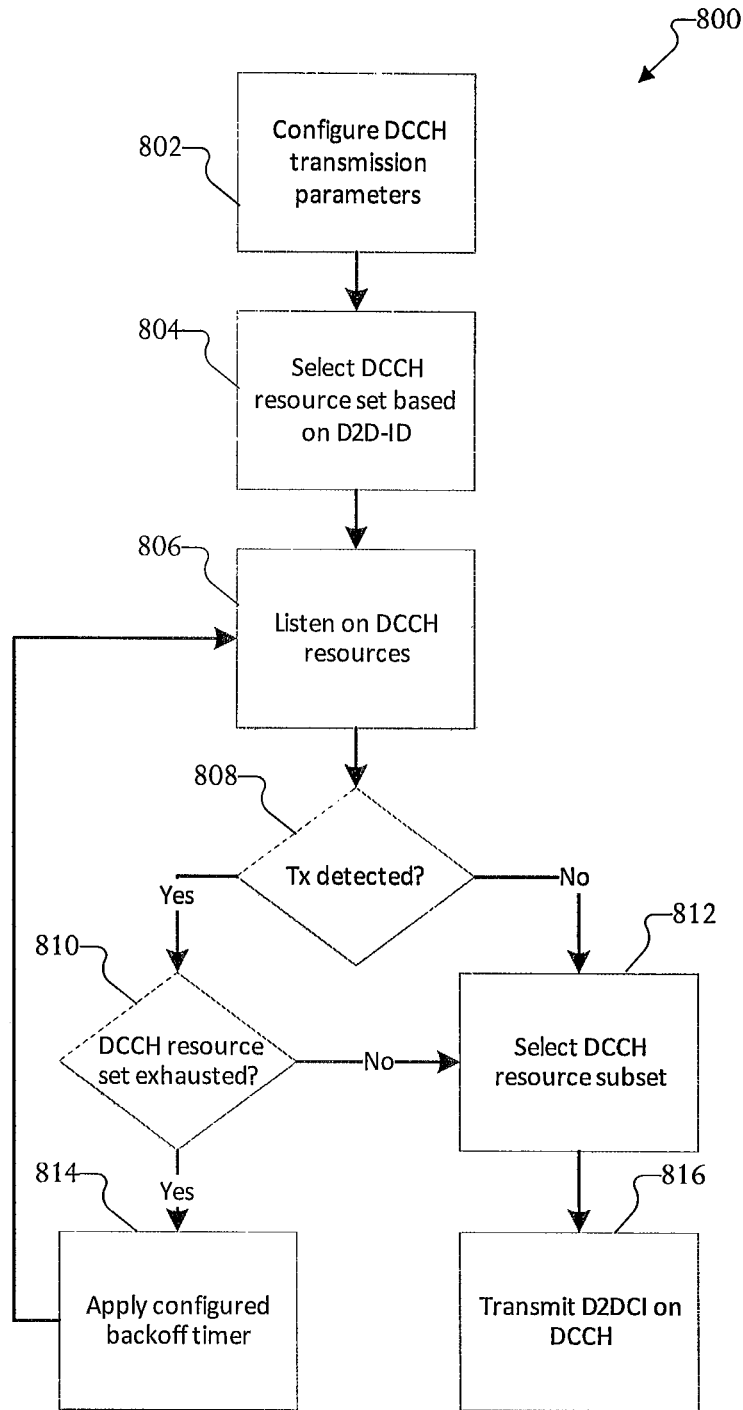 800
802
Configure DCCH
transmission
parameters
804
Select DCCH
resource set based
on D2D-ID
806
Listen on DCCH
resources
808
Tx detected?
Yes
No
810
DCCH resource
set exhausted?
No
812
Select DCCH
resource subset
Yes
814
Apply configured
backoff timer
816
Transmit D2DCI on
DCCH